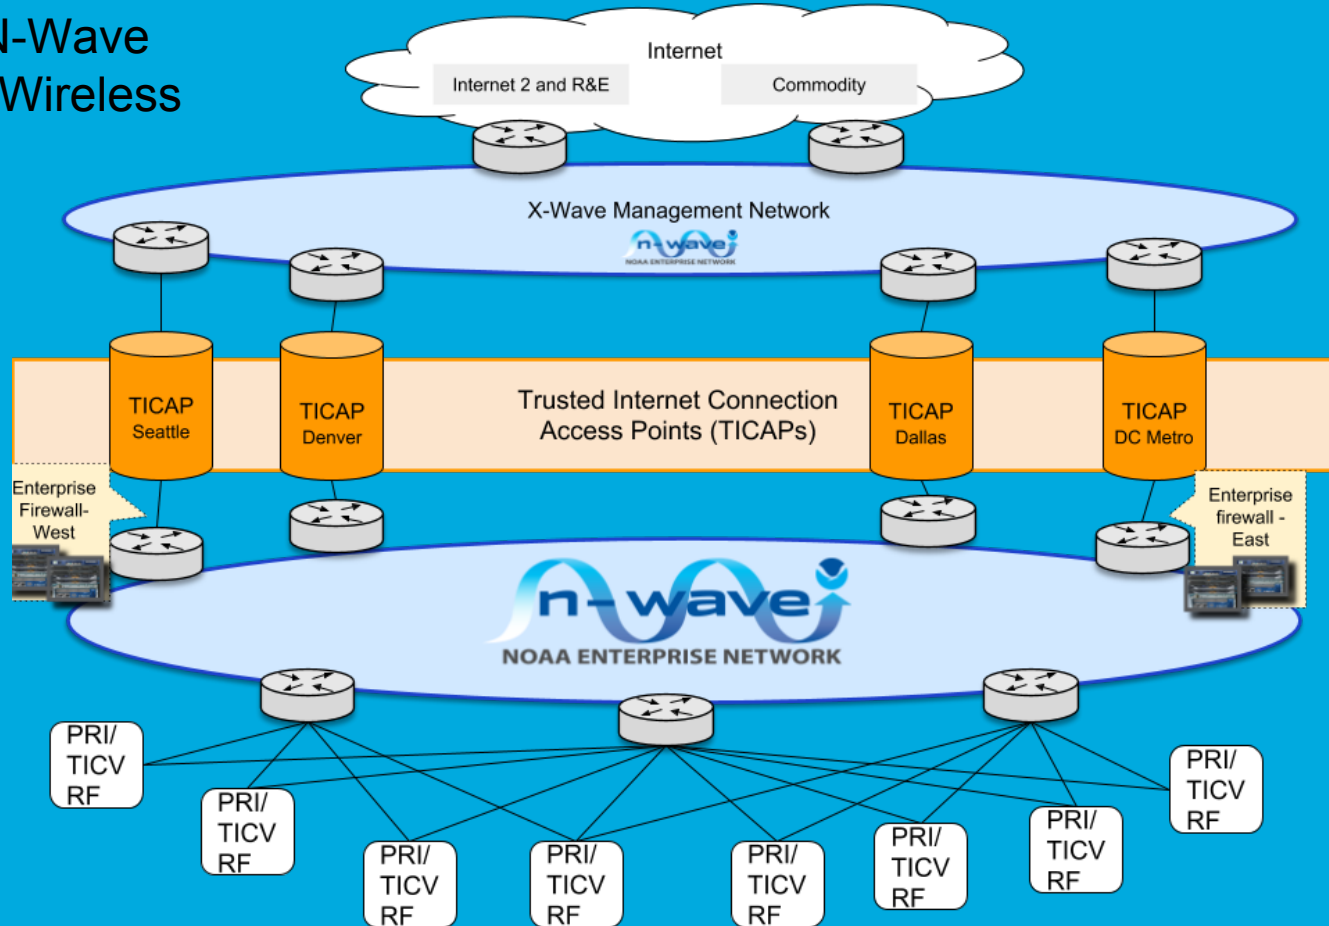 N-Wave
Wireless
Internet
Internet 2 and R&E
Commodity
X-Wave Management Network
n-wave
NOAA ENTERPRISE NETWORK
TICAP
Seattle
TICAP
Denver
Trusted Internet Connection
Access Points (TICAPs)
TICAP
Dallas
TICAP
DC Metro
Enterprise
Firewall-
West
Enterprise
firewall -
East
n-wave
NOAA ENTERPRISE NETWORK
PRI/
TICV
RF
PRI/
TICV
RF
PRI/
TICV
RF
PRI/
TICV
RF
PRI/
TICV
RF
PRI/
TICV
RF
PRI/
TICV
RF
PRI/
TICV
RF